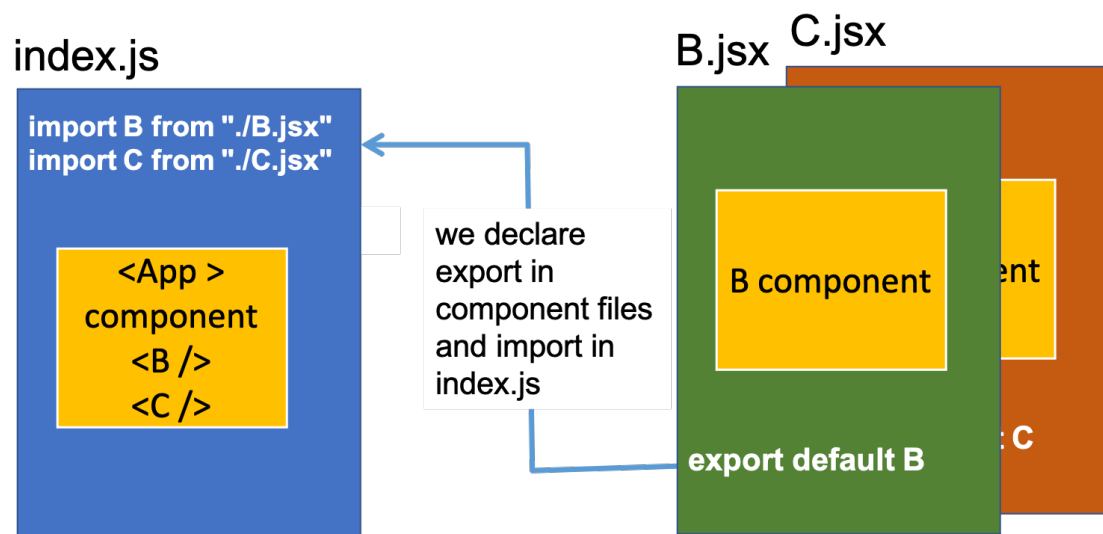 index.js
import B from "./B.jsx"
import C from "./C.jsx"
<App >
component
<B />
<C />
we declare
export in
component files
and import in
index.js
B.jsx
B component
export default B
C.jsx
C